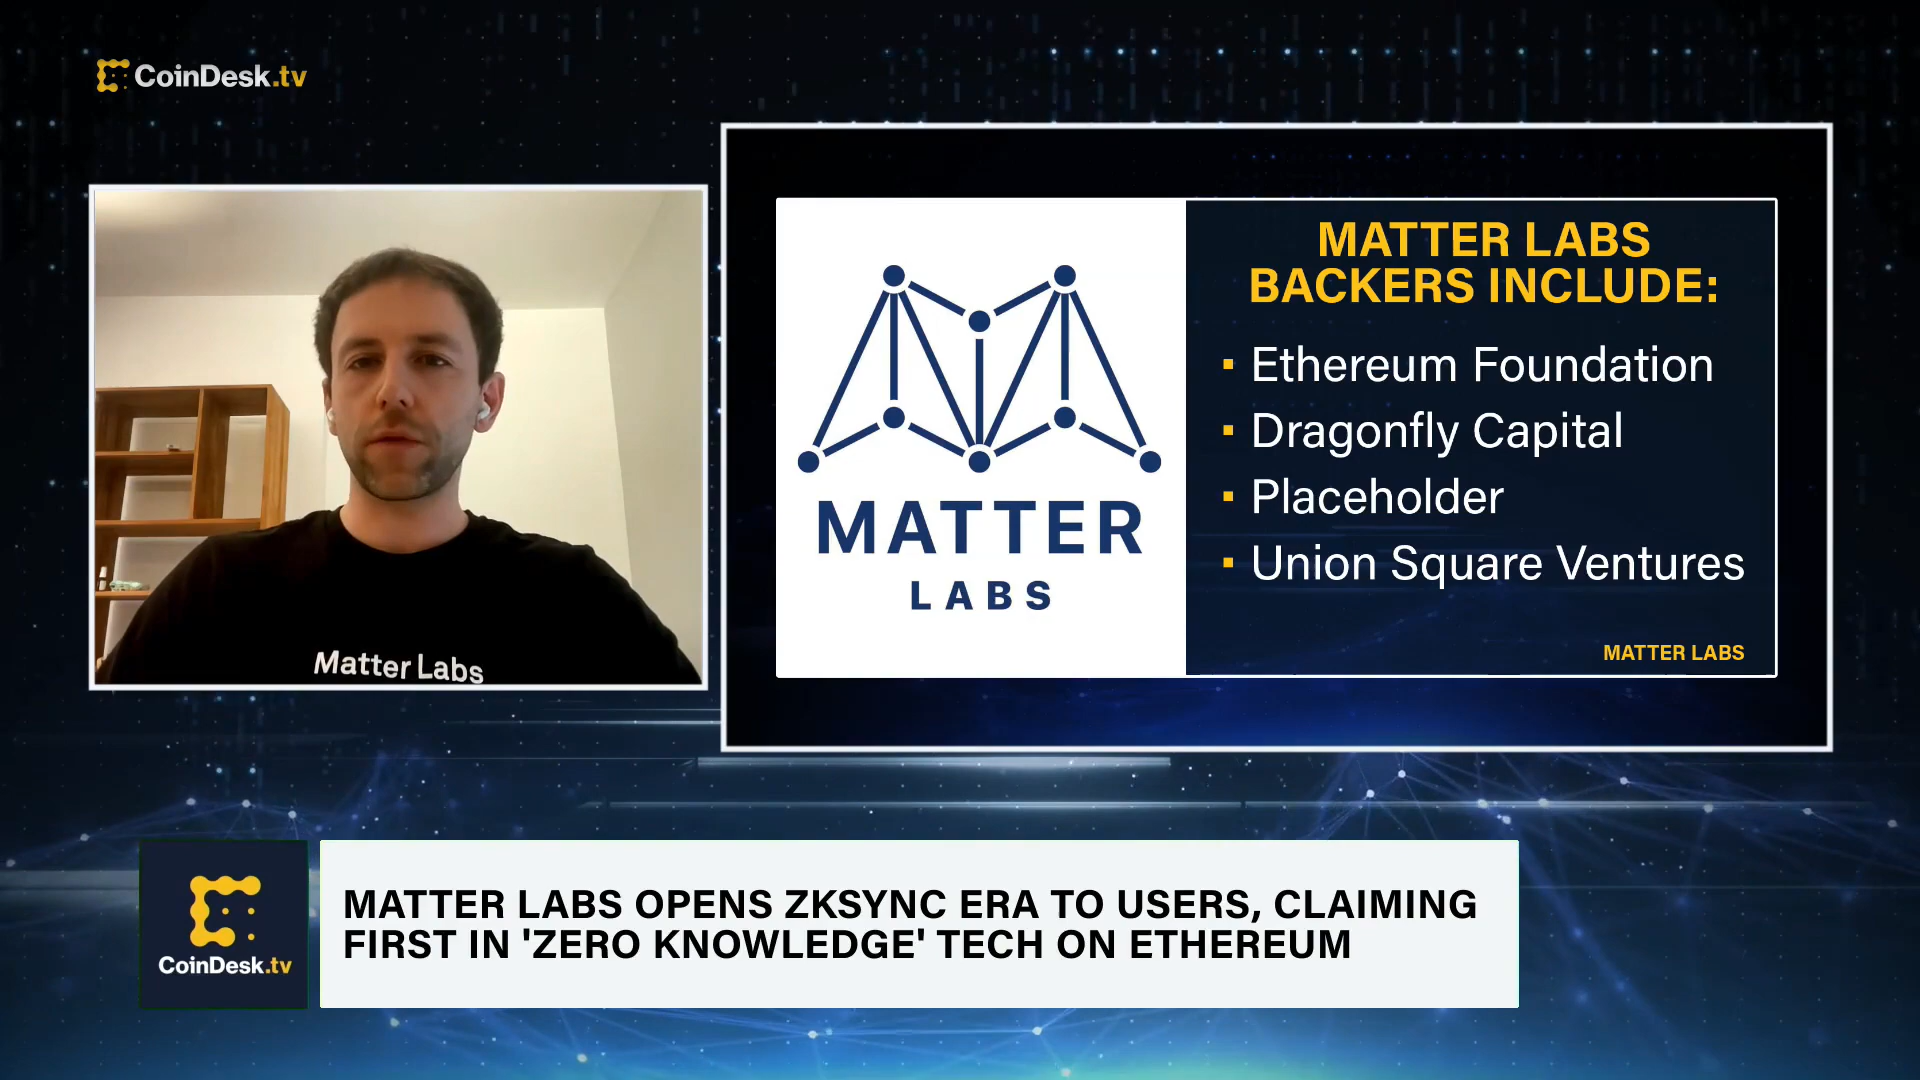 CoinDesk.tv
Matter Labs
MATTER
LABS
MATTER LABS
BACKERS INCLUDE:
▪ Ethereum Foundation
▪ Dragonfly Capital
▪ Placeholder
▪ Union Square Ventures
MATTER LABS
CoinDesk.tv
MATTER LABS OPENS ZKSYNC ERA TO USERS, CLAIMING
FIRST IN 'ZERO KNOWLEDGE' TECH ON ETHEREUM